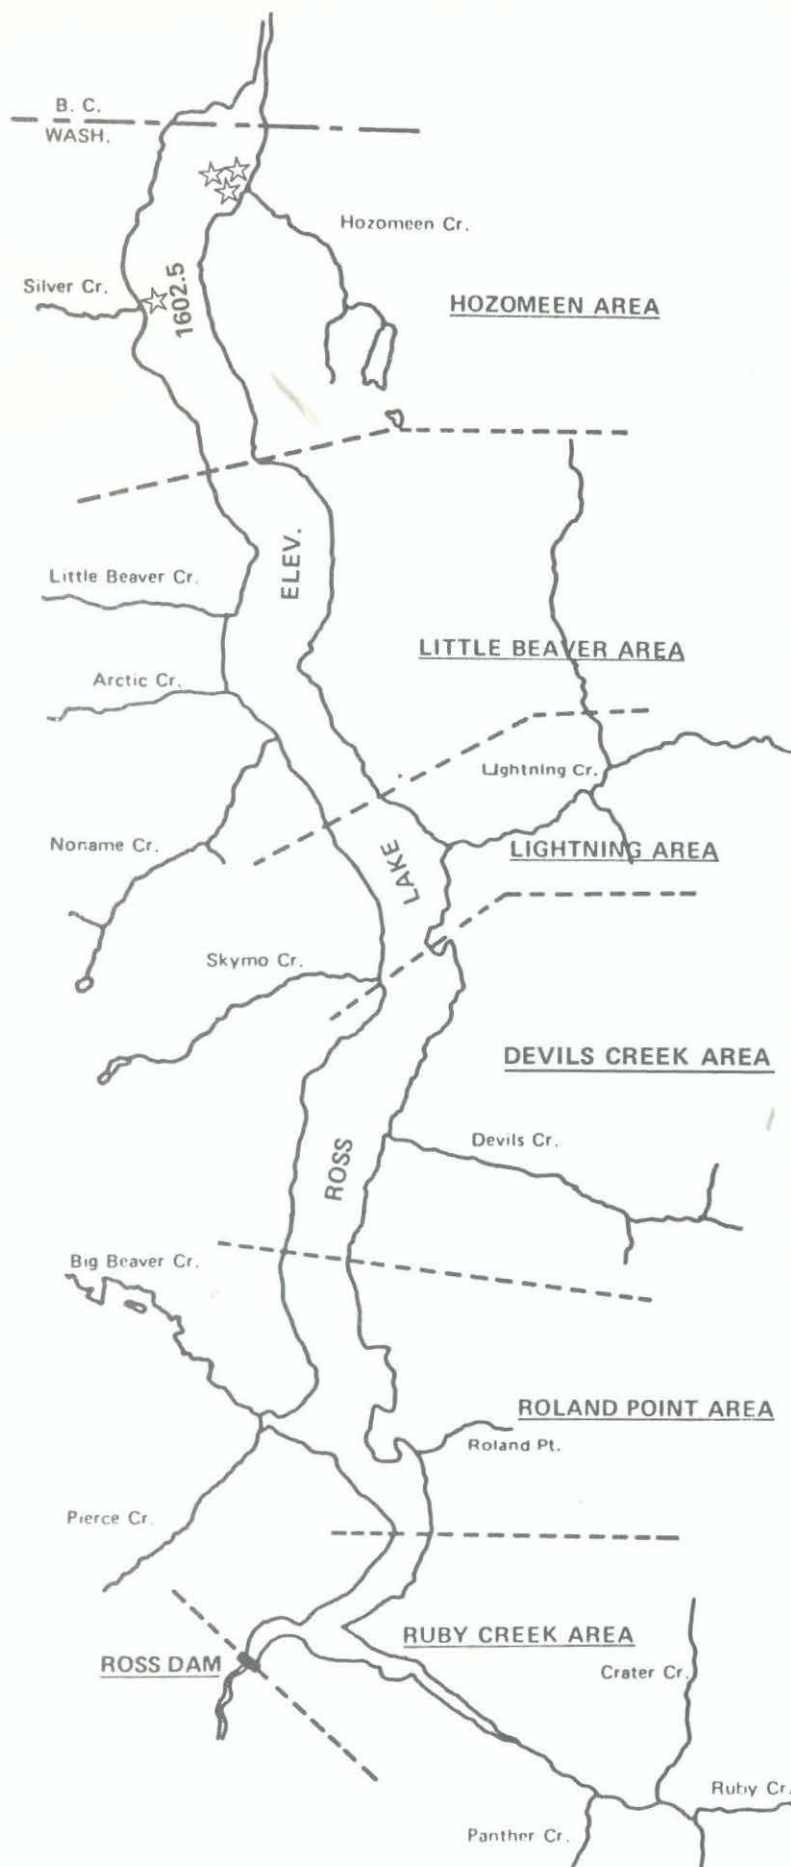 B. C.
WASH.
Hozomeen Cr.
Silver Cr.
1602.5
HOZOMEEN AREA
ELEV.
Little Beaver Cr.
LITTLE BEAVER AREA
Arctic Cr.
Lightning Cr.
Noname Cr.
LAKE
LIGHTNING AREA
Skymo Cr.
DEVILS CREEK AREA
Devils Cr.
ROSS
Big Beaver Cr.
ROLAND POINT AREA
Roland Pt.
Pierce Cr.
RUBY CREEK AREA
ROSS DAM
Crater Cr.
Ruby Cr.
Panther Cr.